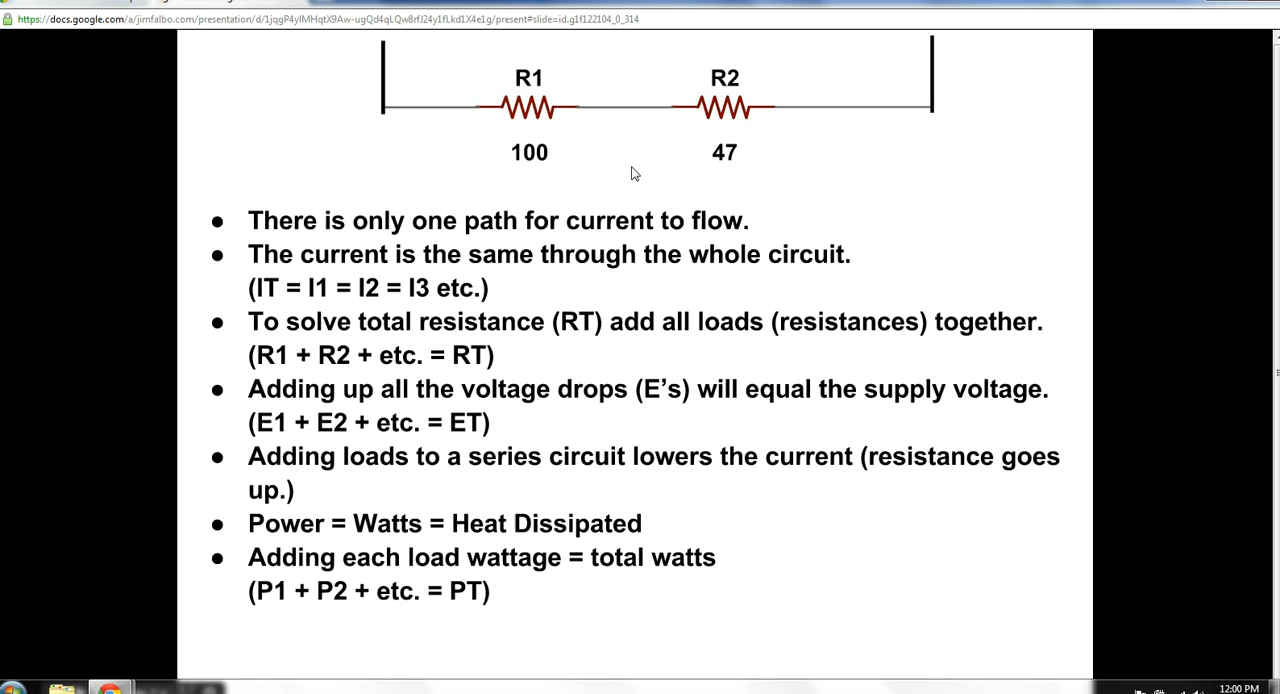 https://docs.google.com/a/jimfalbo.com/presentation/d/1jqgP4ylMHqtX9Aw-ugQd4qLQw8rfJ24y1fLkd1X4e1g/present#slide=id.g1f122104_0_314
R1 R2
100 47
● There is only one path for current to flow.
● The current is the same through the whole circuit.
(IT = I1 = I2 = I3 etc.)
● To solve total resistance (RT) add all loads (resistances) together.
(R1 + R2 + etc. = RT)
● Adding up all the voltage drops (E’s) will equal the supply voltage.
(E1 + E2 + etc. = ET)
● Adding loads to a series circuit lowers the current (resistance goes
up.)
● Power = Watts = Heat Dissipated
● Adding each load wattage = total watts
(P1 + P2 + etc. = PT)
12:00 PM